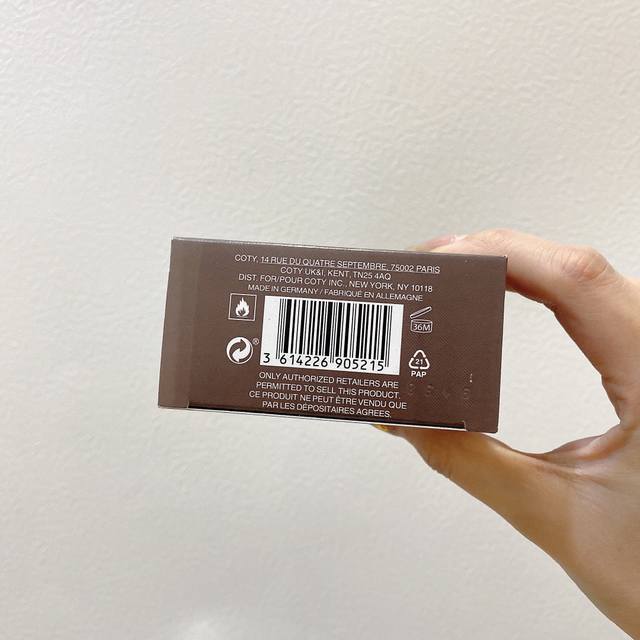 COTY, 14 RUE DU QUATRE SEPTEMBRE, 75002 PARIS
COTY UK&I, KENT, TN25 4AQ
DIST. FOR/POUR COTY INC., NEW YORK, NY 10118
MADE IN GERMANY / FABRIQUÉ EN ALLEMAGNE
36M
®
3 614226 905215
21
PAP
ONLY AUTHORIZED RETAILERS ARE
PERMITTED TO SELL THIS PRODUCT.
CE PRODUIT NE PEUT ÊTRE VENDU QUE
PAR LES DÉPOSITAIRES AGREES.